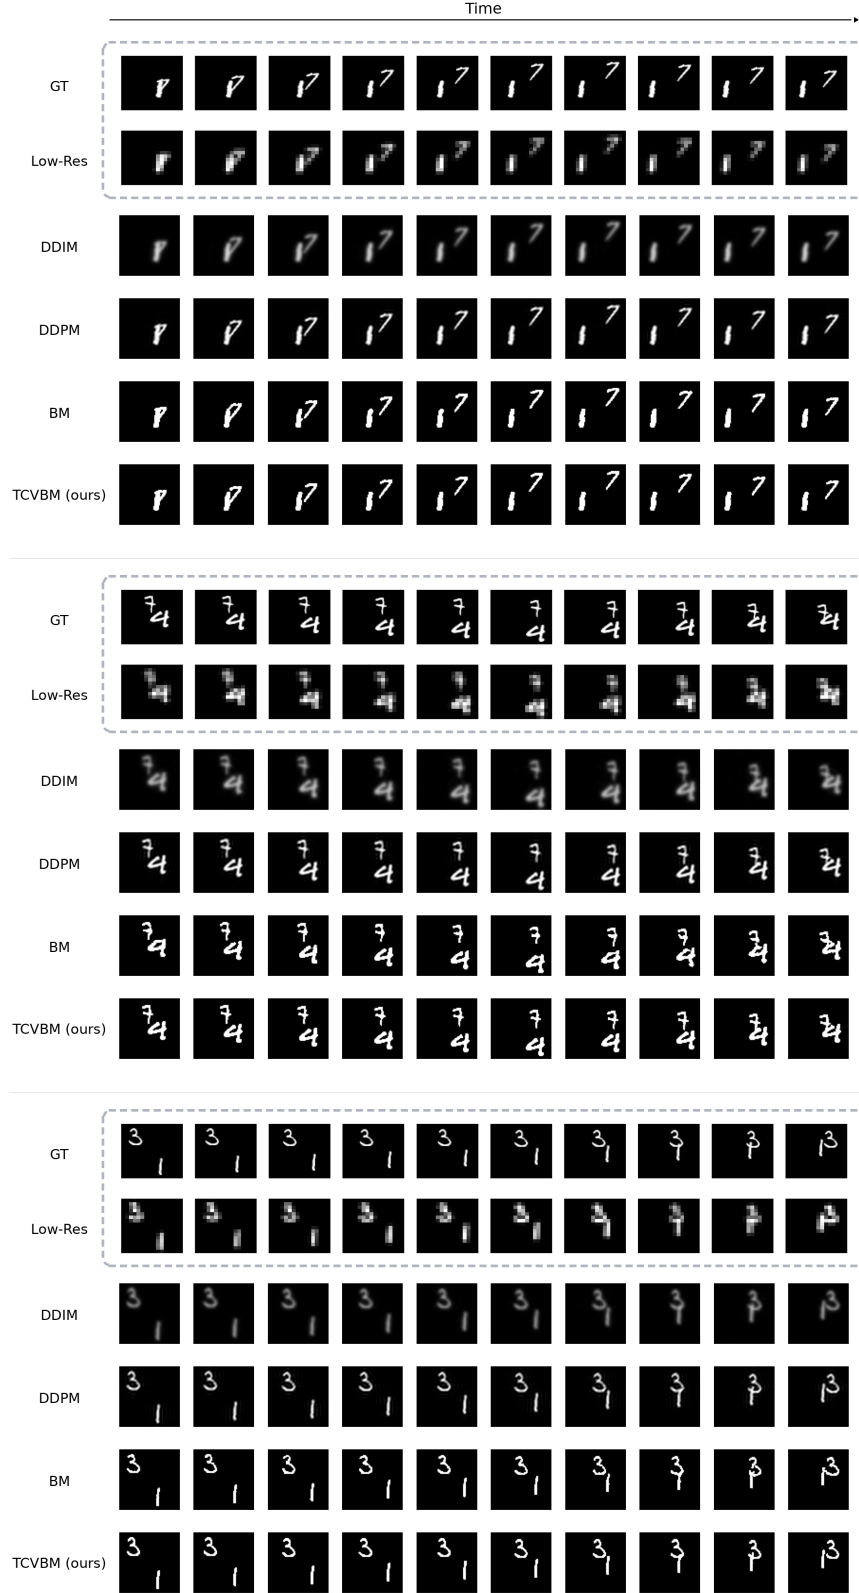 Time
GT
Low-Res
DDIM
DDPM
BM
TCVBM (ours)
GT
Low-Res
DDIM
DDPM
BM
TCVBM (ours)
GT
Low-Res
DDIM
DDPM
BM
TCVBM (ours)